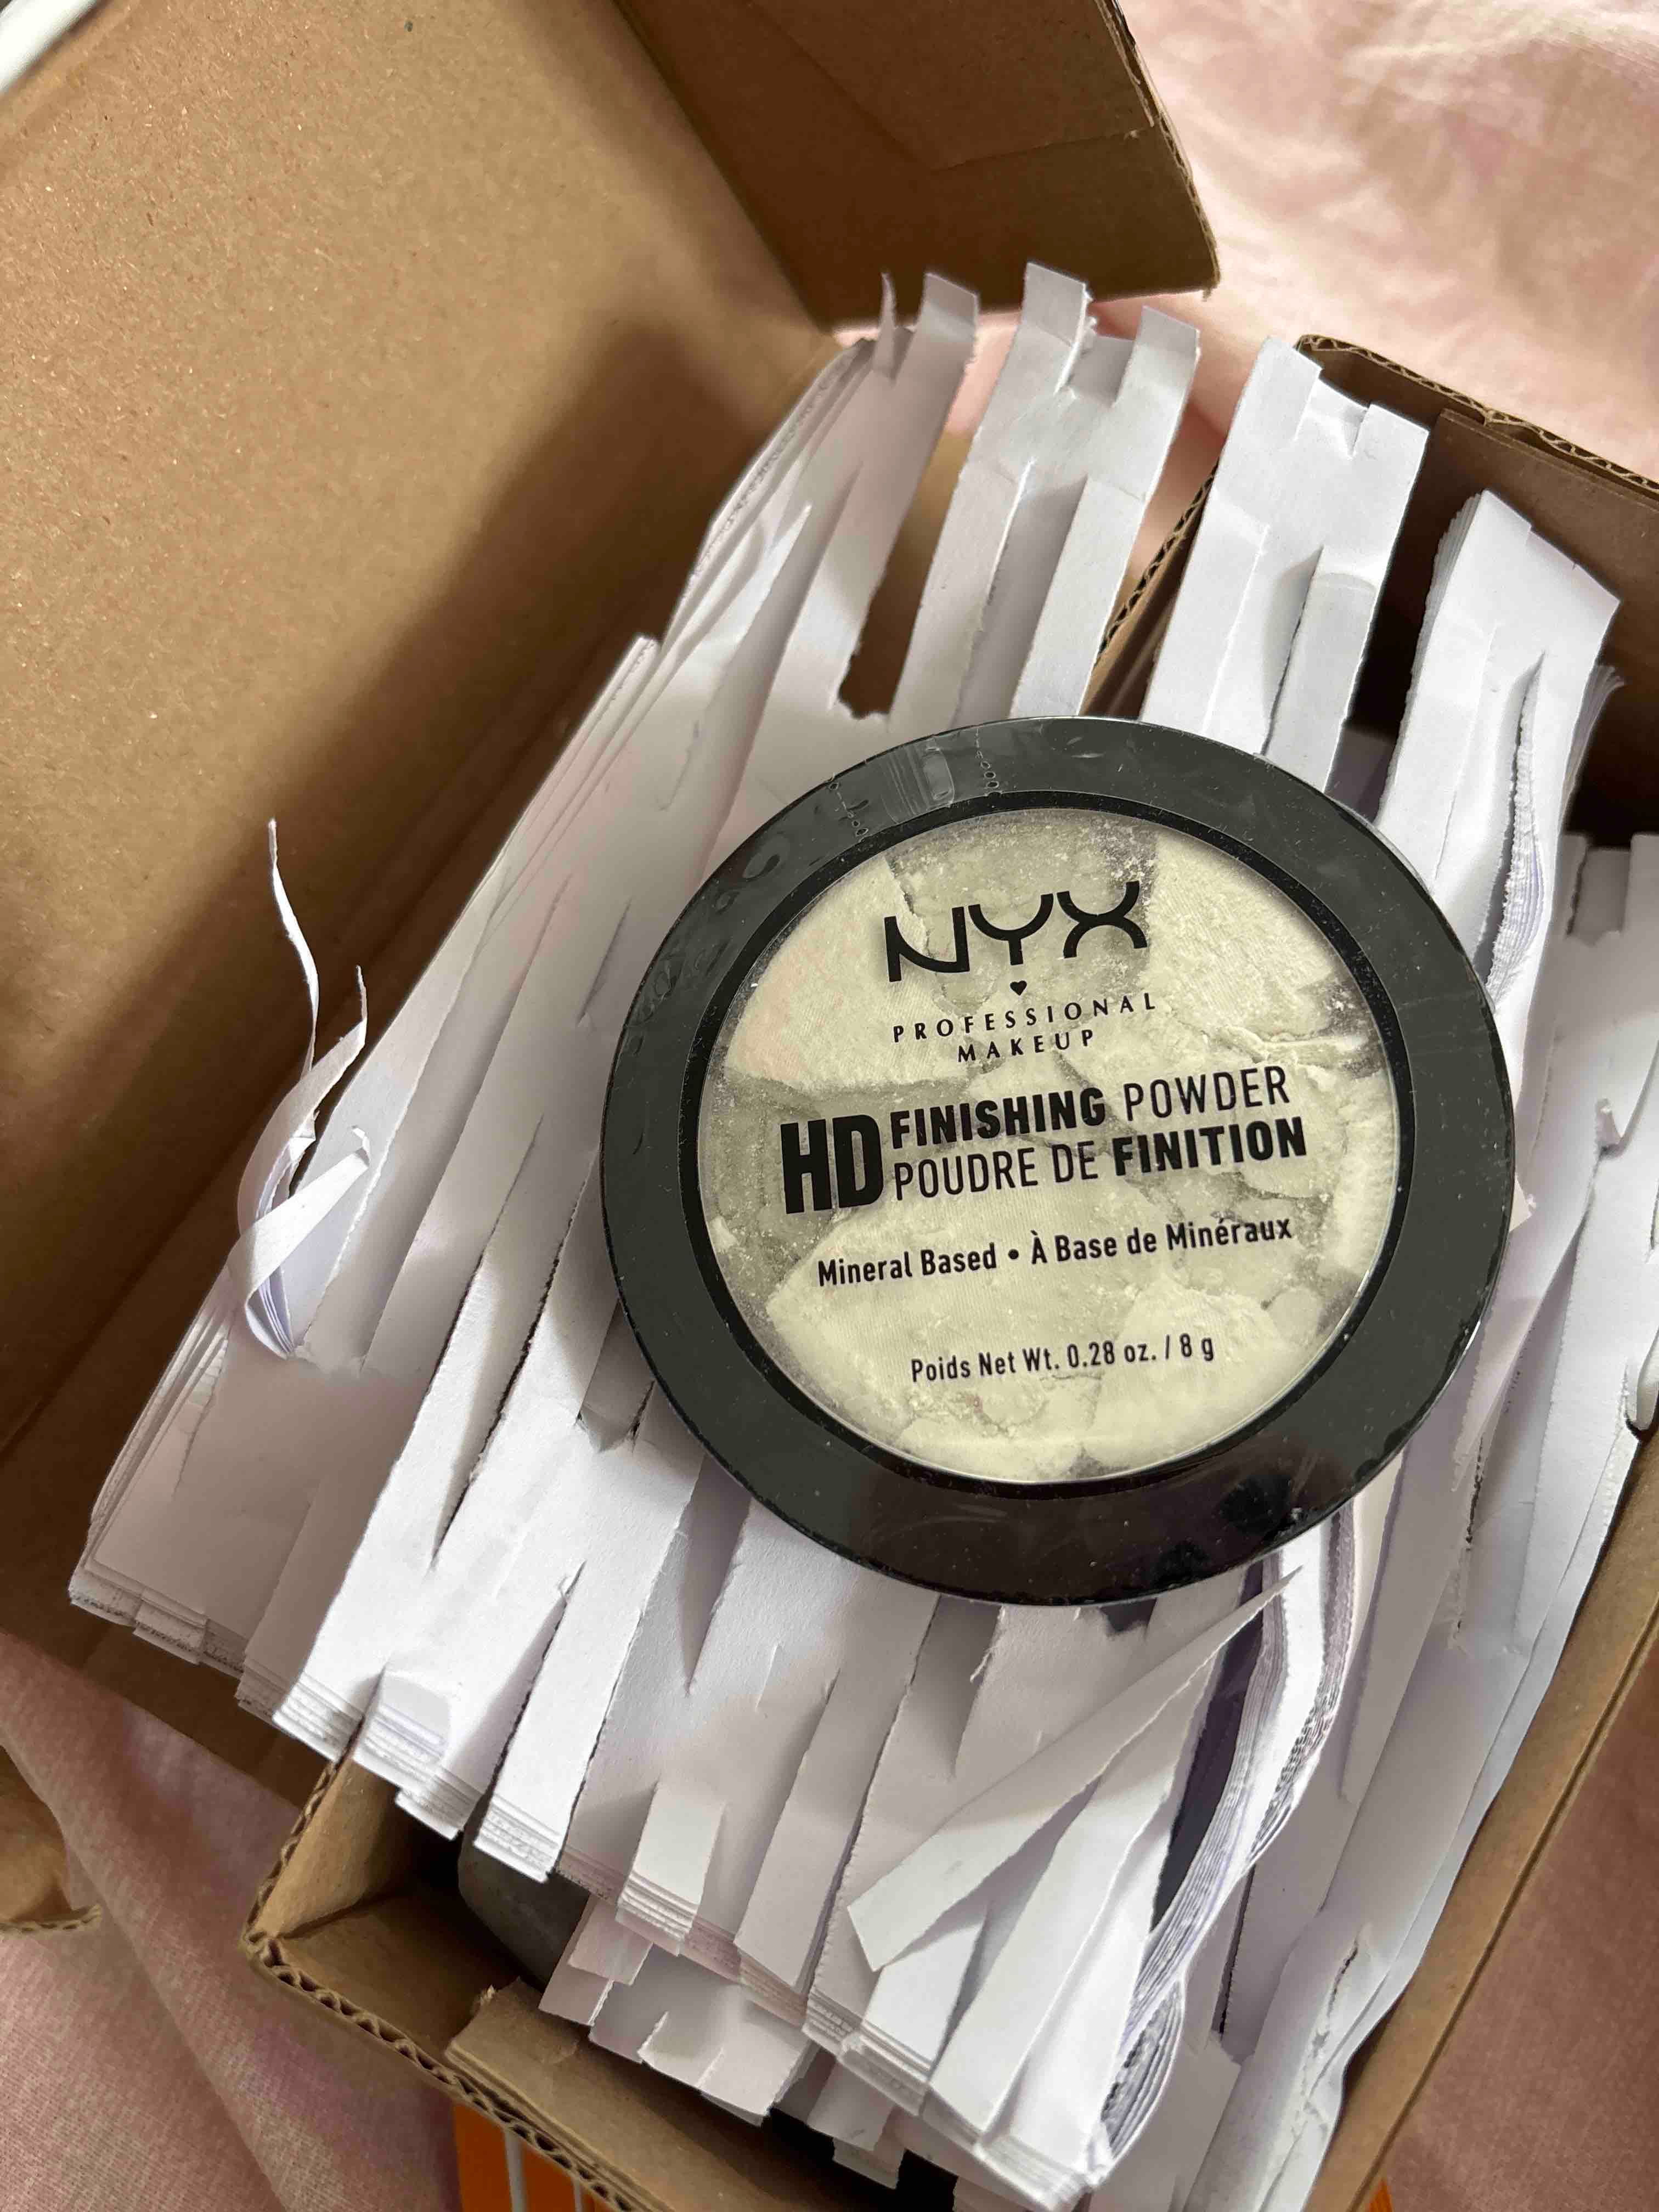 NYX
PROFESSIONAL
MAKEUP
HD FINISHING POWDER
POUDRE DE FINITION
Mineral Based • À Base de Minéraux
Poids Net Wt. 0.28 oz. / 8 g